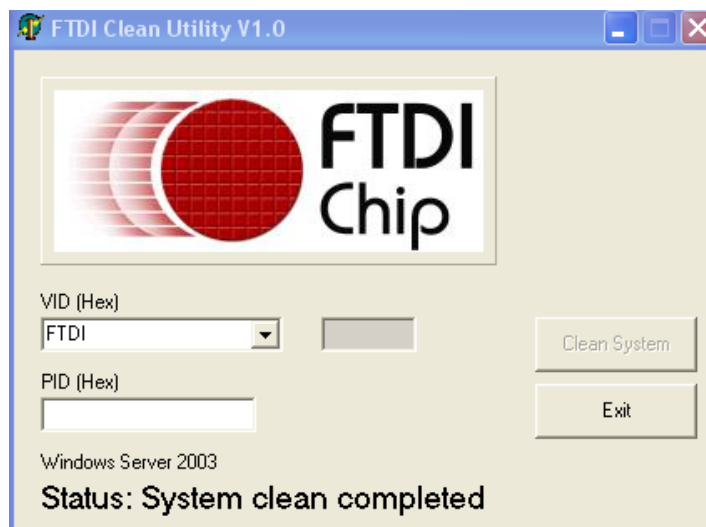 FTDI Clean Utility V1.0
FTDI
Chip
VID (Hex)
FTDI
Clean System
PID (Hex)
Exit
Windows Server 2003
Status: System clean completed